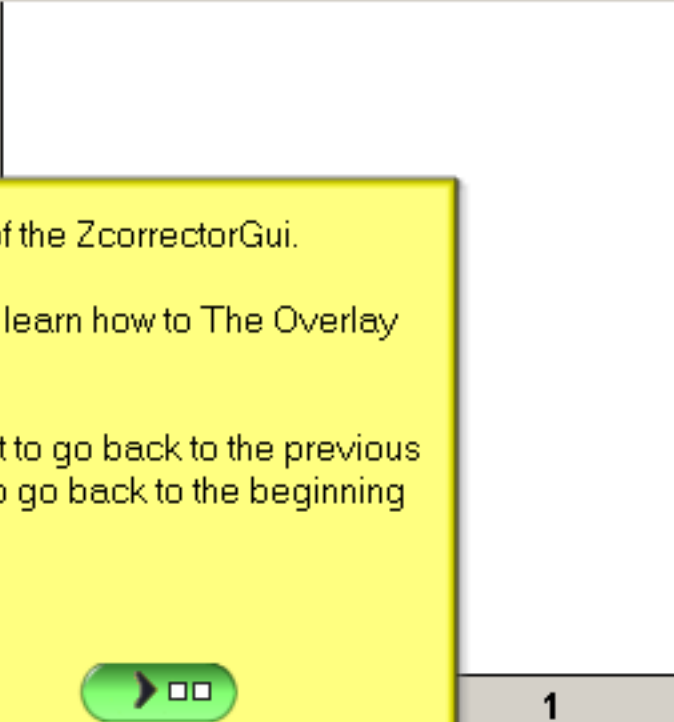 of the ZcorrectorGui.
learn how to The Overlay
t to go back to the previous
o go back to the beginning
1